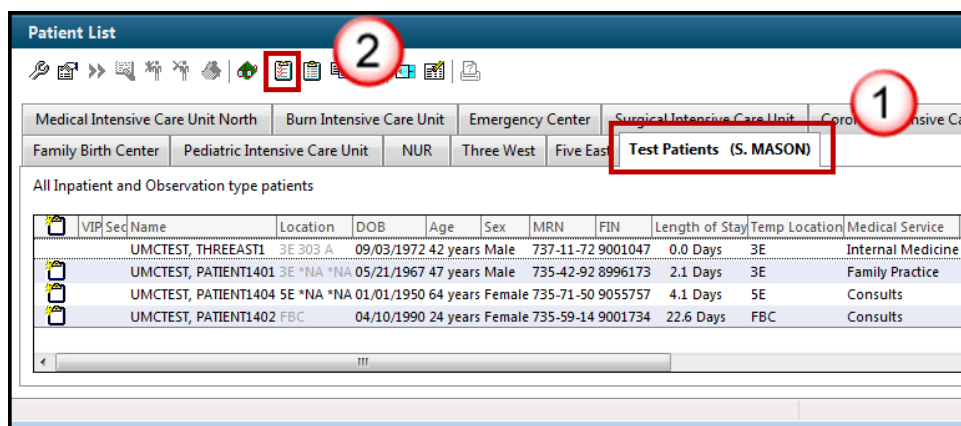 Patient List
2
1
Medical Intensive Care Unit North Burn Intensive Care Unit Emergency Center Surgical Intensive Care Unit
Family Birth Center Pediatric Intensive Care Unit NUR Three West Five East Test Patients (S. MASON)
All Inpatient and Observation type patients
VIP Sec Name Location DOB Age Sex MRN FIN Length of Stay Temp Location Medical Service
UMCTEST, THREEAST1 3E 303 A 09/03/1972 42 years Male 737-11-72 9001047 0.0 Days 3E Internal Medicine
UMCTEST, PATIENT1401 3E *NA *NA 05/21/1967 47 years Male 735-42-92 8996173 2.1 Days 3E Family Practice
UMCTEST, PATIENT1404 5E *NA *NA 01/01/1950 64 years Female 735-71-50 9055757 4.1 Days 5E Consults
UMCTEST, PATIENT1402 FBC 04/10/1990 24 years Female 735-59-14 9001734 22.6 Days FBC Consults